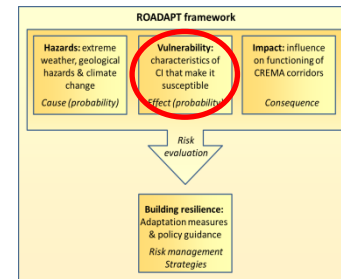 ROADAPT framework
Hazards: extreme
weather, geological
hazards & climate
change
Cause (probability)
Vulnerability:
characteristics of
CI that make it
susceptible
Effect (probability)
Impact: influence
on functioning of
CREMA corridors
Consequence
Risk
evaluation
Building resilience:
Adaptation measures
& policy guidance
Risk management
Strategies